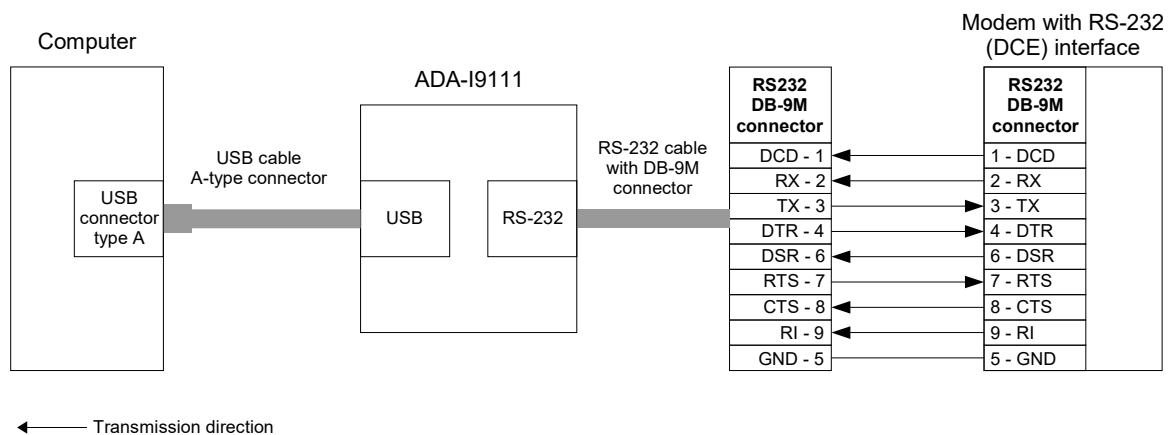 Computer
ADA-I9111
Modem with RS-232
(DCE) interface
USB cable
A-type connector
RS-232 cable
with DB-9M
connector
USB
connector
type A
USB
RS-232
RS232
DB-9M
connector
DCD - 1
RX - 2
TX - 3
DTR - 4
DSR - 6
RTS - 7
CTS - 8
RI - 9
GND - 5
RS232
DB-9M
connector
1 - DCD
2 - RX
3 - TX
4 - DTR
6 - DSR
7 - RTS
8 - CTS
9 - RI
5 - GND
Transmission direction